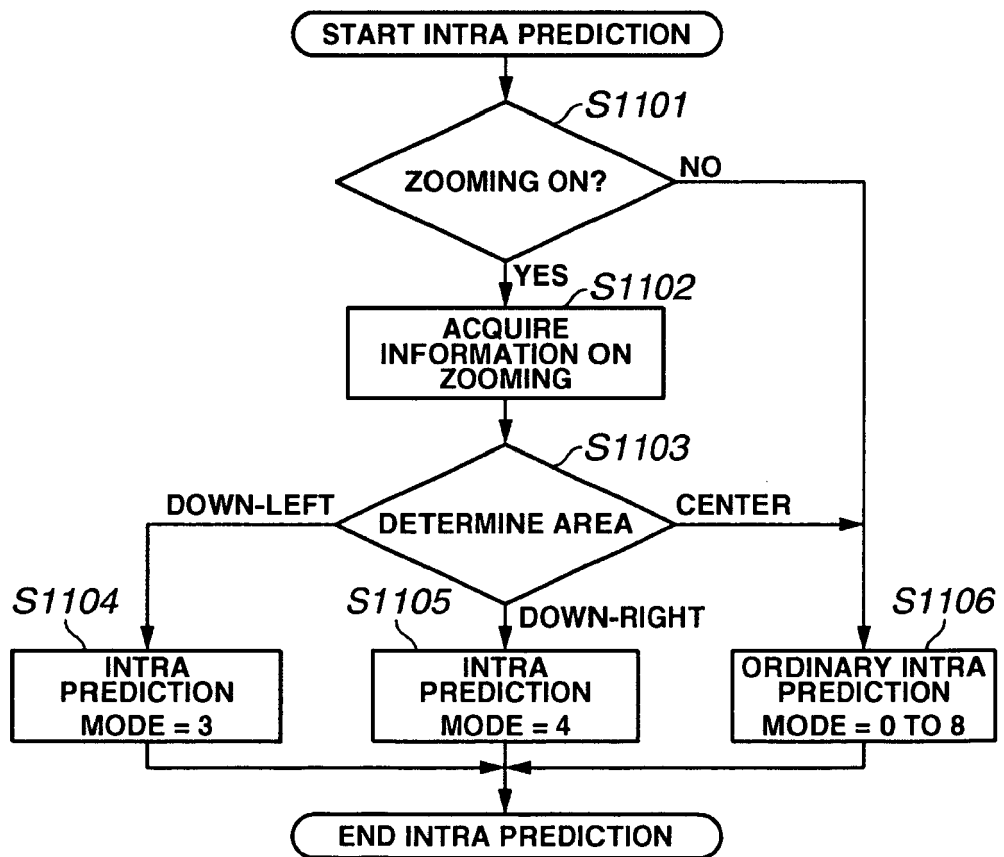 START INTRA PREDICTION
S1101
ZOOMING ON?
NO
YES
S1102
ACQUIRE
INFORMATION ON
ZOOMING
S1103
DOWN-LEFT
DETERMINE AREA
CENTER
DOWN-RIGHT
S1104
INTRA
PREDICTION
MODE = 3
S1105
INTRA
PREDICTION
MODE = 4
S1106
ORDINARY INTRA
PREDICTION
MODE = 0 TO 8
END INTRA PREDICTION